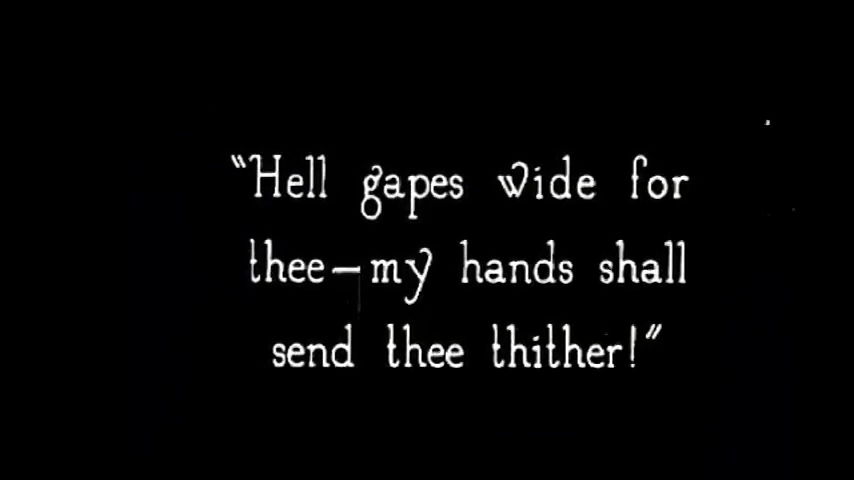 "Hell gapes wide for
thee—my hands shall
send thee thither!"